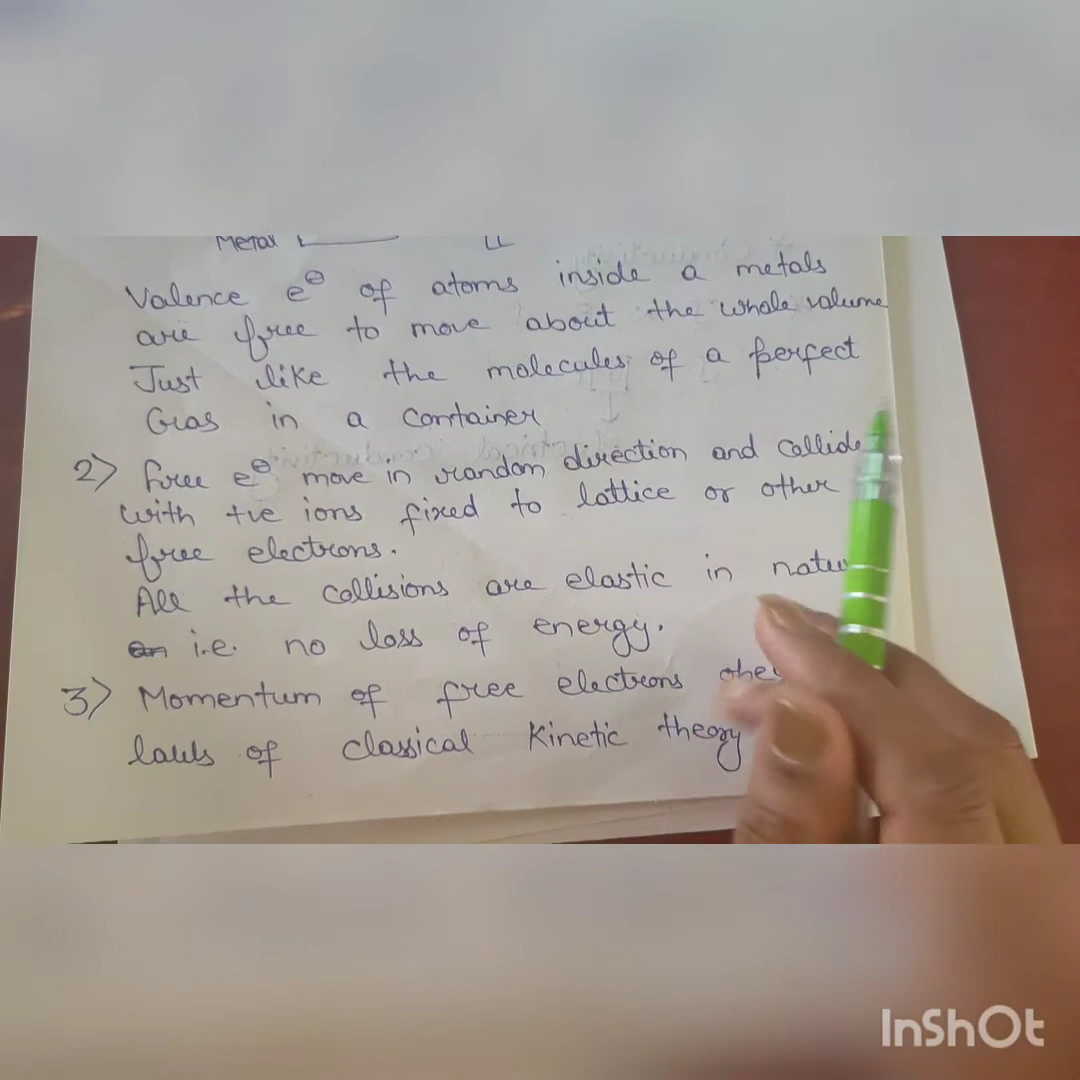 Metal
Valence e⊖ of atoms inside a metals
are free to move about the whole volume
Just like the molecules of a perfect
Gas in a container
2) free e⊖ move in random direction and collide
with +ve ions fixed to lattice or other
free electrons.
All the collisions are elastic in natu
i.e. no loss of energy.
3) Momentum of free electrons obe
laws of classical Kinetic theory
InShOt